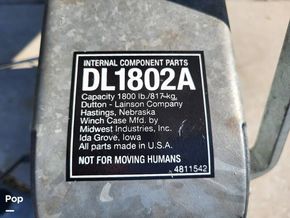 INTERNAL COMPONENT PARTS
DL1802A
Capacity 1800 lb./817-kg.
Dutton - Lainson Company
Hastings, Nebraska
Winch Case Mfd. by
Midwest Industries, Inc.
Ida Grove, Iowa
All parts made in U.S.A.
NOT FOR MOVING HUMANS
4811542
Pop